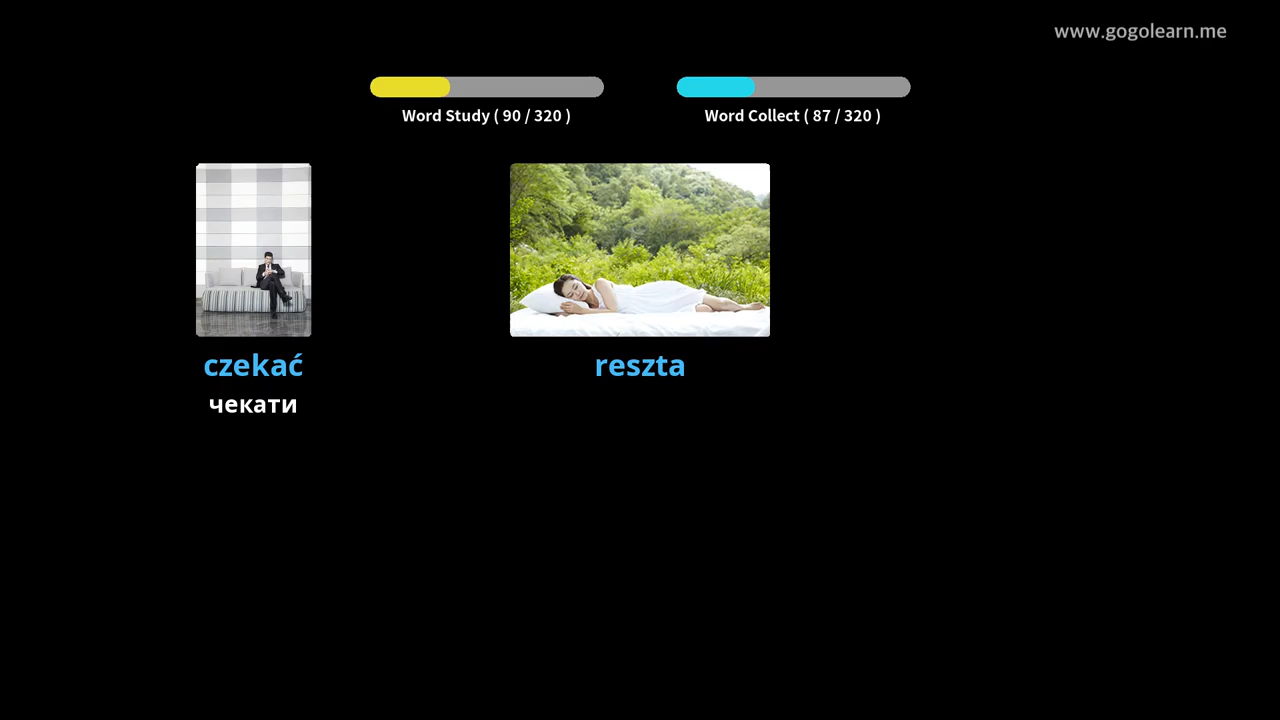 www.gogolearn.me
Word Study ( 90 / 320 )
Word Collect ( 87 / 320 )
czekać
чекати
reszta